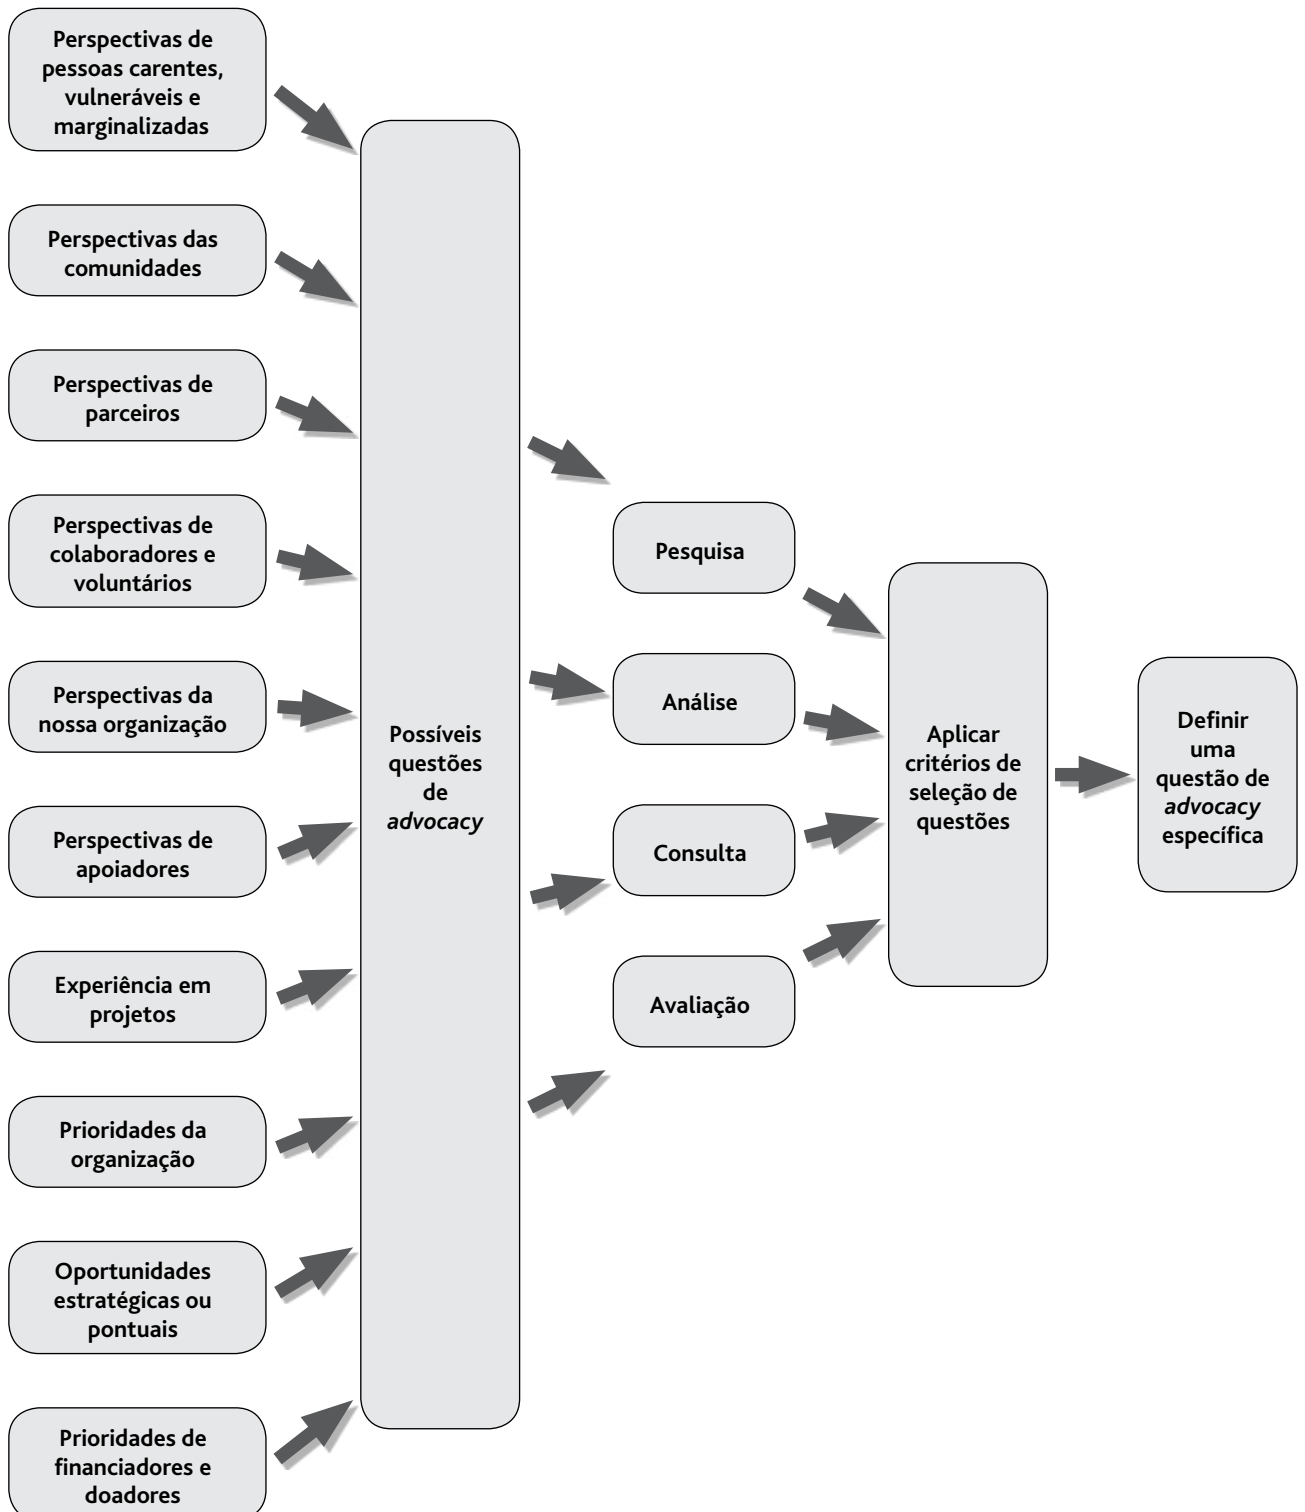 Perspectivas de
pessoas carentes,
vulneráveis e
marginalizadas
Perspectivas das
comunidades
Perspectivas de
parceiros
Perspectivas de
colaboradores e
voluntários
Perspectivas da
nossa organização
Perspectivas de
apoiadores
Experiência em
projetos
Prioridades da
organização
Oportunidades
estratégicas ou
pontuais
Prioridades de
financiadores e
doadores
Possíveis
questões
de
advocacy
Pesquisa
Análise
Consulta
Avaliação
Aplicar
critérios de
seleção de
questões
Definir
uma
questão de
advocacy
específica